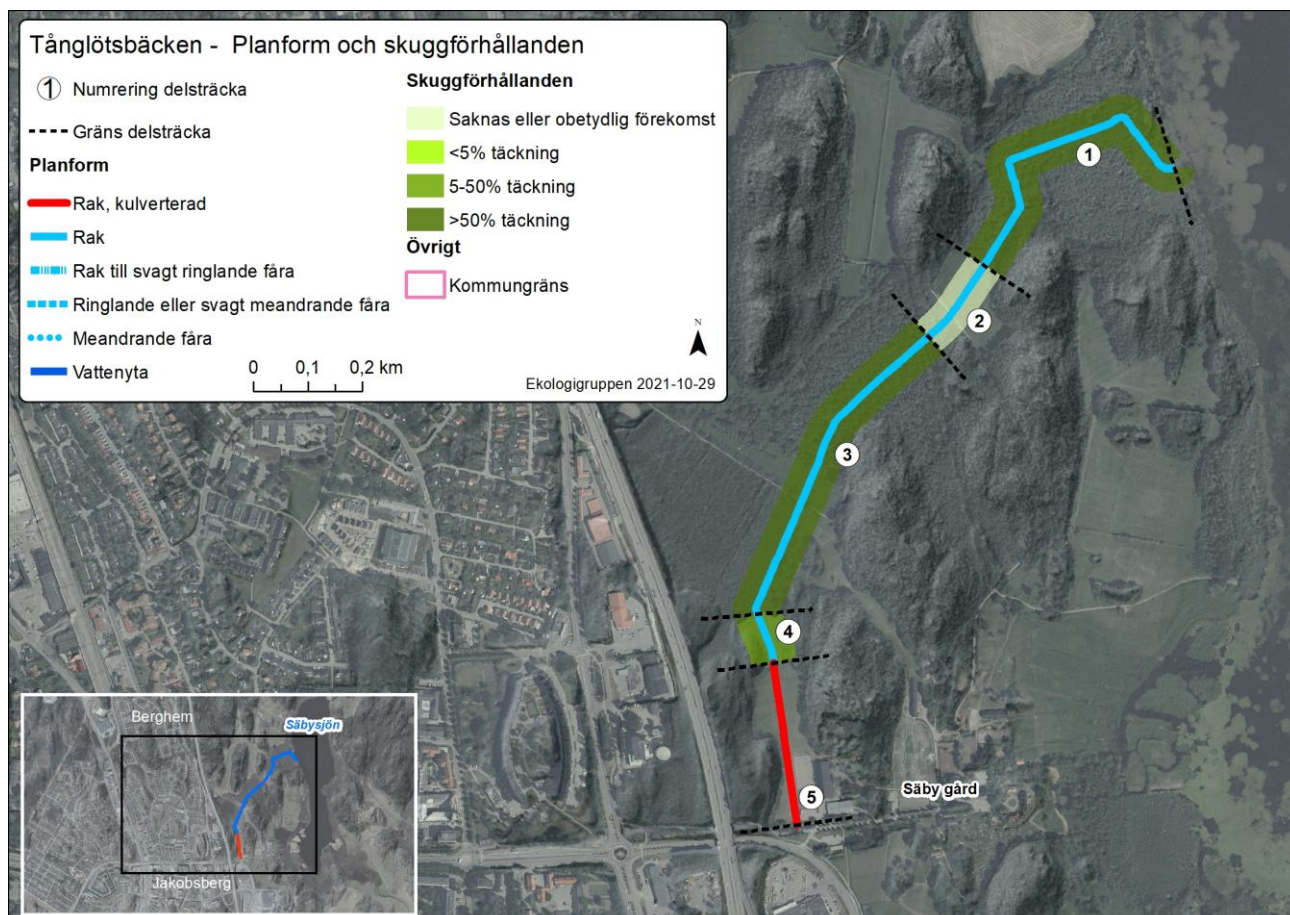 Tånglötsbäcken - Planform och skuggförhållanden
1 Numrering delsträcka
Gräns delsträcka
Planform
Rak, kulverterad
Rak
Rak till svagt ringlande fåra
Ringlande eller svagt meandrande fåra
Meandrande fåra
Vattenyta
Skuggförhållanden
Saknas eller obetydlig förekomst
<5% täckning
5-50% täckning
>50% täckning
Övrigt
Kommungräns
N
0 0,1 0,2 km
Ekologigruppen 2021-10-29
1
2
3
4
5
Säby gård
Berghem
Säbysjön
Jakobsberg